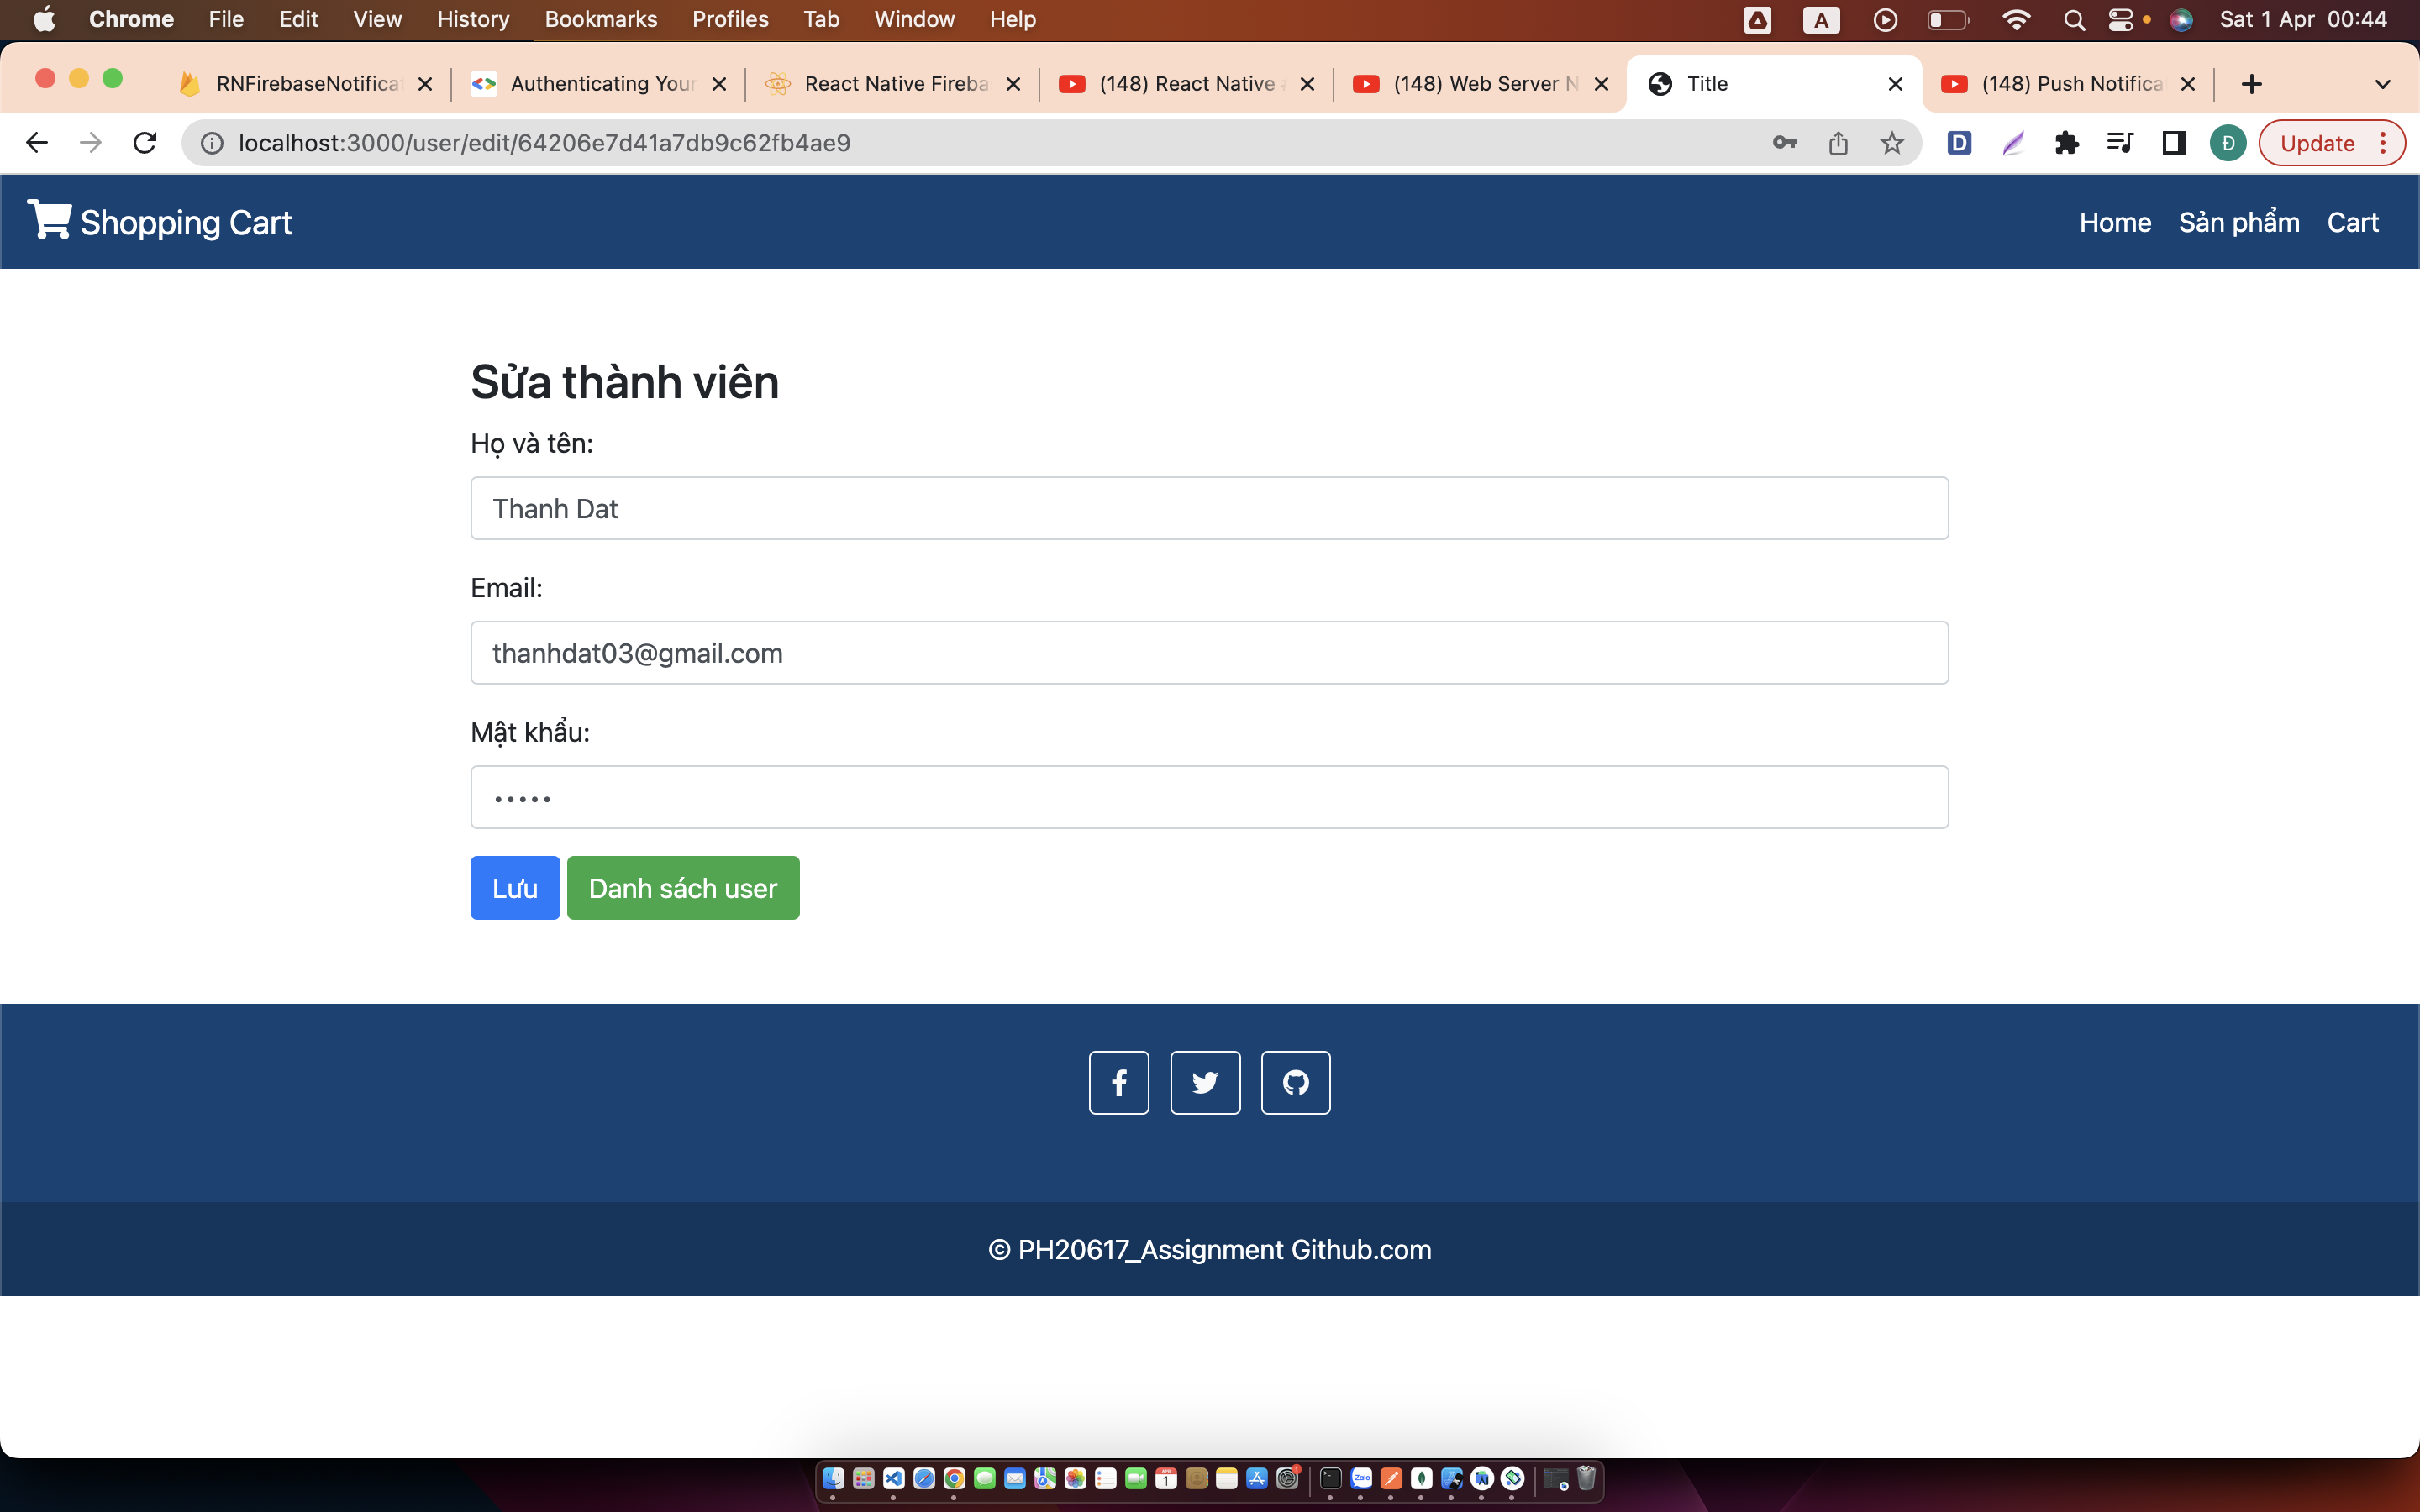 Chrome File Edit View History Bookmarks Profiles Tab Window Help A Sat 1 Apr 00:44
RNFirebaseNotificat Authenticating Your React Native Fireba (148) React Native (148) Web Server N Title (148) Push Notifica
localhost:3000/user/edit/64206e7d41a7db9c62fb4ae9 D Đ Update
Shopping Cart Home Sản phẩm Cart
Sửa thành viên
Họ và tên:
Thanh Dat
Email:
thanhdat03@gmail.com
Mật khẩu:
•••••
Lưu Danh sách user
© PH20617_Assignment Github.com